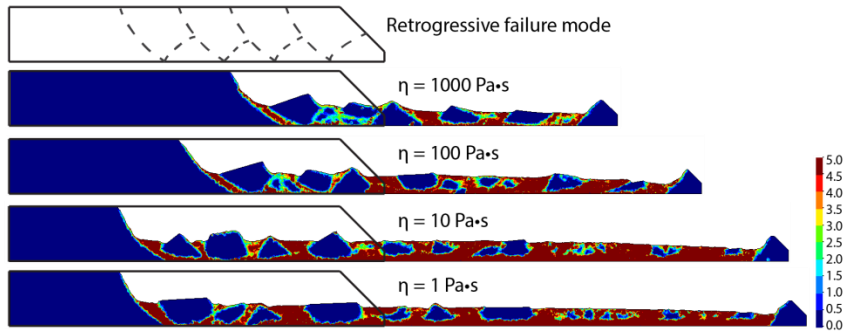 Retrogressive failure mode
η = 1000 Pa•s
η = 100 Pa•s
η = 10 Pa•s
η = 1 Pa•s
5.0
4.5
4.0
3.5
3.0
2.5
2.0
1.5
1.0
0.5
0.0